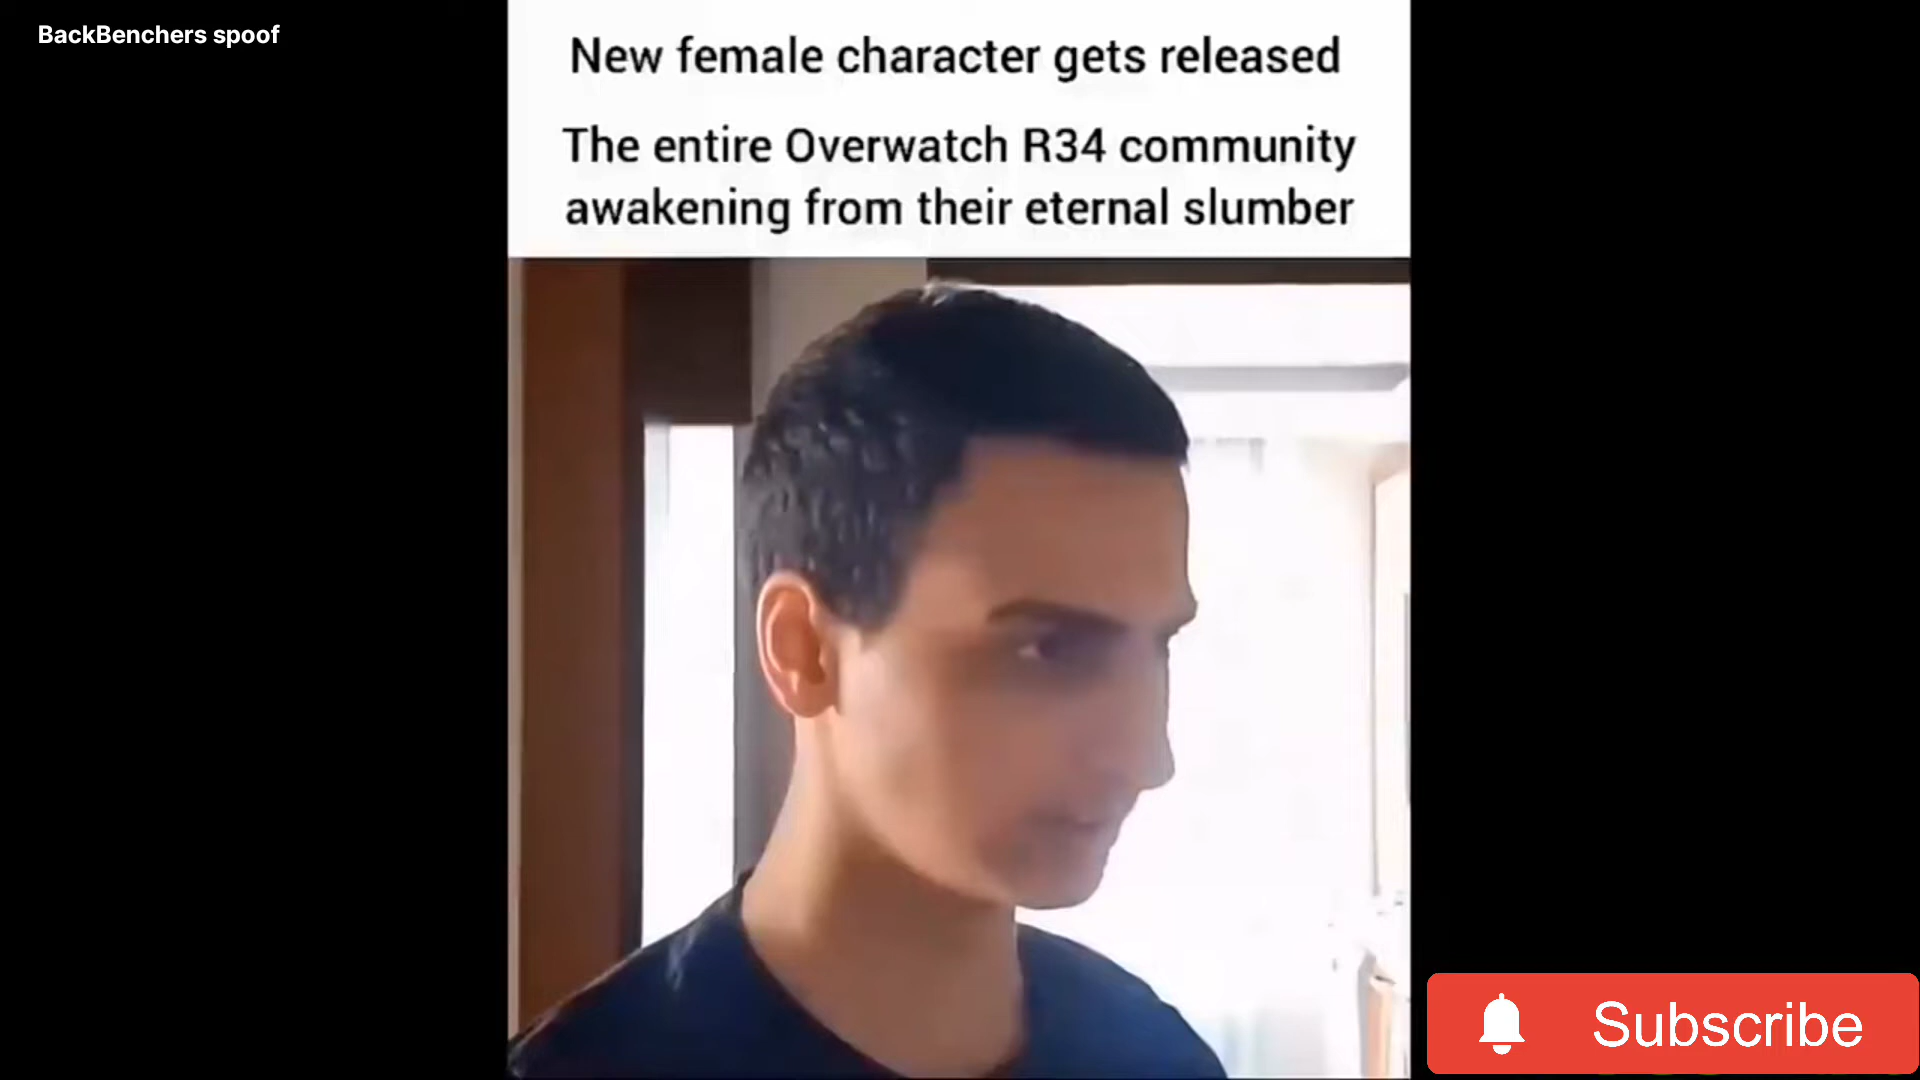 BackBenchers spoof
New female character gets released
The entire Overwatch R34 community
awakening from their eternal slumber
Subscribe